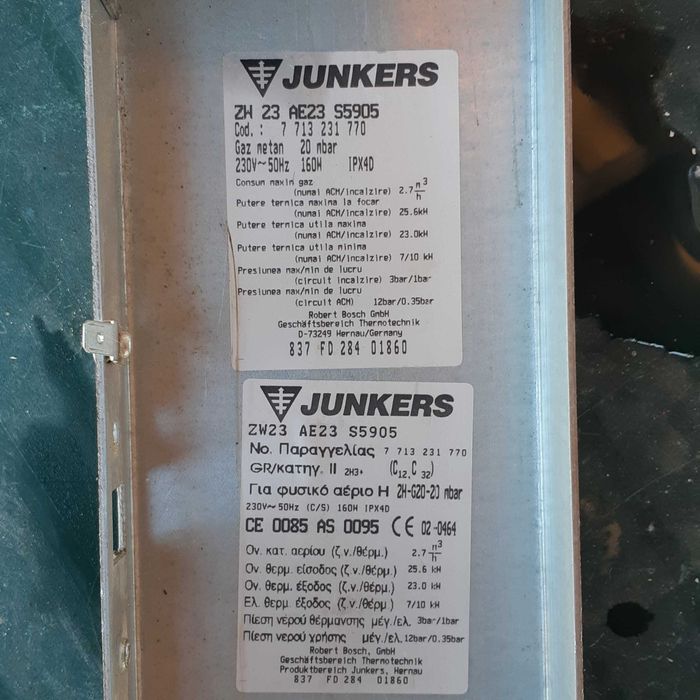 JUNKERS
ZW 23 AE23 S5905
Cod. : 7 713 231 770
Gaz metan 20 mbar
230V~50Hz 160W IPX4D
Consum maxim gaz
(numai ACM/incalzire) 2.7 m³/h
Putere termica maxima la focar
(numai ACM/incalzire) 25.6kW
Putere termica utila maxima
(numai ACM/incalzire) 23.0kW
Putere termica utila minima
(numai ACM/incalzire) 7/10 kW
Presiunea max/min de lucru
(circuit incalzire) 3bar/1bar
Presiunea max/min de lucru
(circuit ACM) 12bar/0.35bar
Robert Bosch GmbH
Geschäftsbereich Thermotechnik
D-73249 Wernau/Germany
837 FD 284 01860
JUNKERS
ZW23 AE23 S5905
No. Παραγγελίας 7 713 231 770
GR/κατηγ. II 2H3+ (C12,C 32)
Για φυσικό αέριο Η 2H-G20-20 mbar
230V~ 50Hz (C/S) 160W IPX4D
CE 0085 AS 0095 CE 02-0464
Ον. κατ. αερίου (ζ.ν./θέρμ.) 2.7 m³/h
Ον. θερμ. είσοδος (ζ.ν./θέρμ.) 25.6 kW
Ον. θερμ. έξοδος (ζ.ν./θέρμ.) 23.0 kW
Ελ. θερμ. έξοδος (ζ.ν./θέρμ.) 7/10 kW
Πίεση νερού θέρμανσης μέγ./ελ. 3bar/1bar
Πίεση νερού χρήσης μέγ./ελ. 12bar/0.35bar
Robert Bosch, GmbH
Geschäftsbereich Thermotechnik
Produktbereich Junkers, Wernau
837 FD 284 01860